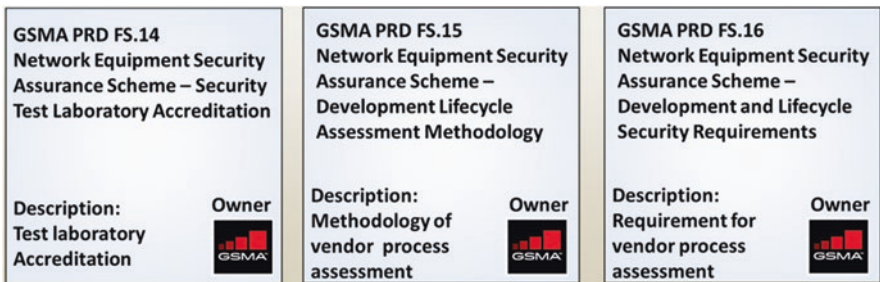 GSMA PRD FS.14
Network Equipment Security
Assurance Scheme – Security
Test Laboratory Accreditation
Description:
Test laboratory
Accreditation
Owner
GSMA
GSMA PRD FS.15
Network Equipment Security
Assurance Scheme –
Development Lifecycle
Assessment Methodology
Description:
Methodology of
vendor process
assessment
Owner
GSMA
GSMA PRD FS.16
Network Equipment Security
Assurance Scheme –
Development and Lifecycle
Security Requirements
Description:
Requirement for
vendor process
assessment
Owner
GSMA